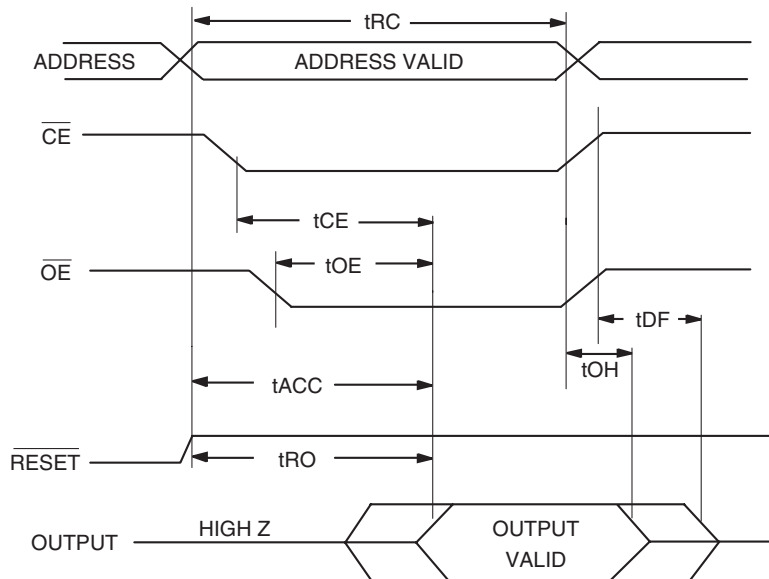 tRC
ADDRESS
ADDRESS VALID
CE
tCE
tOE
OE
tDF
tOH
tACC
RESET
tRO
OUTPUT
HIGH Z
OUTPUT
VALID